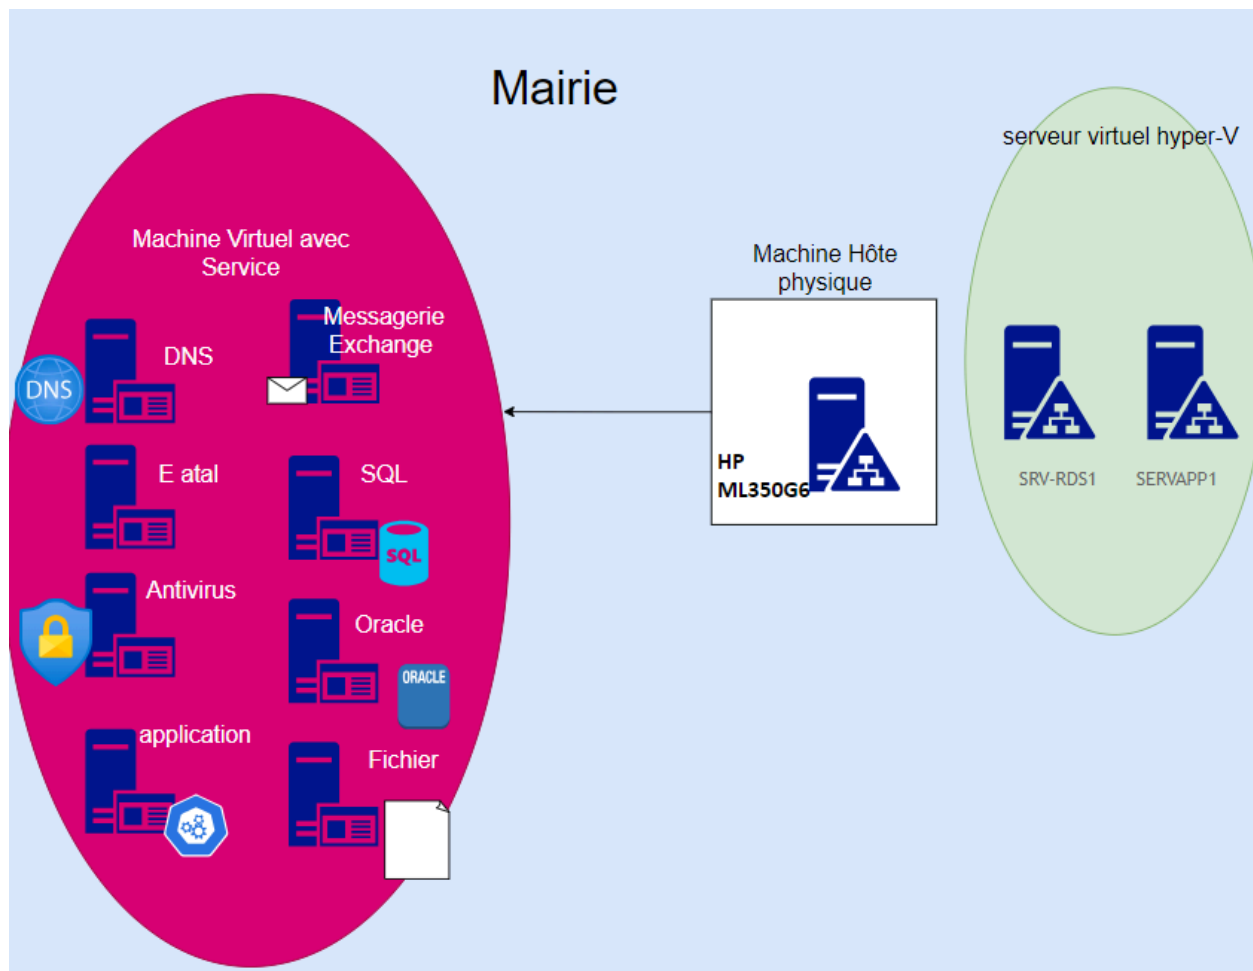 Mairie
Machine Virtuel avec
Service
DNS
DNS
Messagerie
Exchange
E atal
SQL
SQL
Antivirus
Oracle
ORACLE
application
Fichier
Machine Hôte
physique
HP
ML350G6
serveur virtuel hyper-V
SRV-RDS1
SERVAPP1